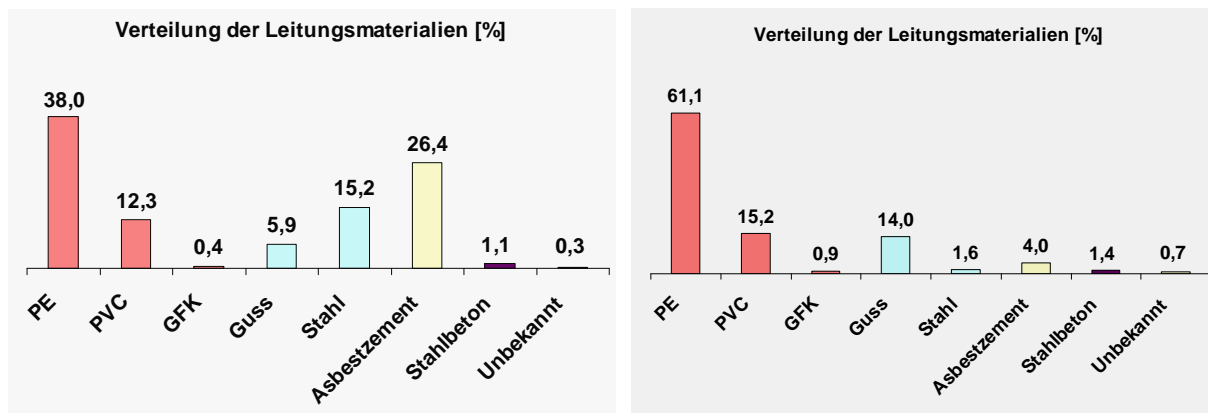 Verteilung der Leitungsmaterialien [%]
38,0
12,3
0,4
5,9
15,2
26,4
1,1
0,3
PE
PVC
GFK
Guss
Stahl
Asbestzement
Stahlbeton
Unbekannt
Verteilung der Leitungsmaterialien [%]
61,1
15,2
0,9
14,0
1,6
4,0
1,4
0,7
PE
PVC
GFK
Guss
Stahl
Asbestzement
Stahlbeton
Unbekannt